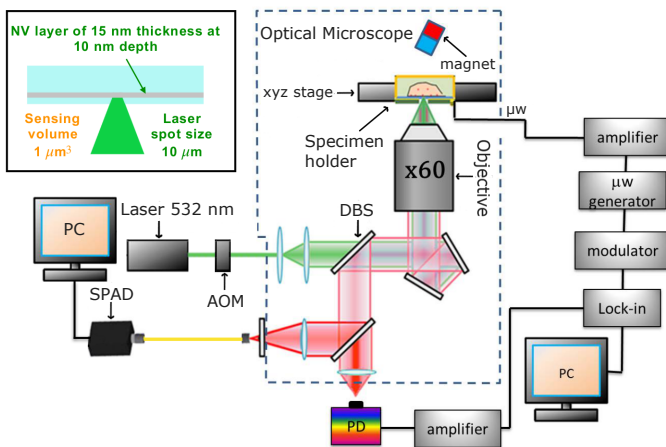 NV layer of 15 nm thickness at
10 nm depth
Sensing
volume
1 μm³
Laser
spot size
10 μm
Optical Microscope
magnet
xyz stage
μw
Specimen
holder
amplifier
x60
Objective
μw
generator
PC
Laser 532 nm
DBS
modulator
AOM
SPAD
Lock-in
PC
PD
amplifier